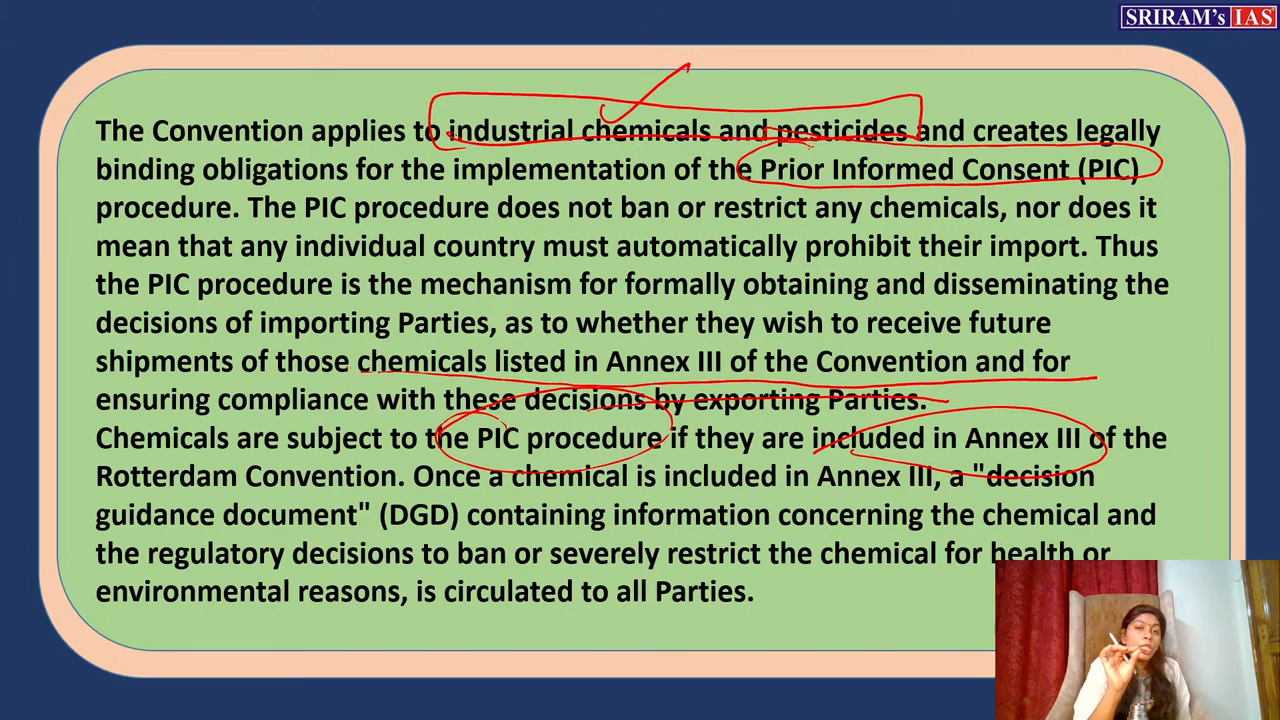 SRIRAM's IAS
The Convention applies to industrial chemicals and pesticides and creates legally
binding obligations for the implementation of the Prior Informed Consent (PIC)
procedure. The PIC procedure does not ban or restrict any chemicals, nor does it
mean that any individual country must automatically prohibit their import. Thus
the PIC procedure is the mechanism for formally obtaining and disseminating the
decisions of importing Parties, as to whether they wish to receive future
shipments of those chemicals listed in Annex III of the Convention and for
ensuring compliance with these decisions by exporting Parties.
Chemicals are subject to the PIC procedure if they are included in Annex III of the
Rotterdam Convention. Once a chemical is included in Annex III, a "decision
guidance document" (DGD) containing information concerning the chemical and
the regulatory decisions to ban or severely restrict the chemical for health or
environmental reasons, is circulated to all Parties.